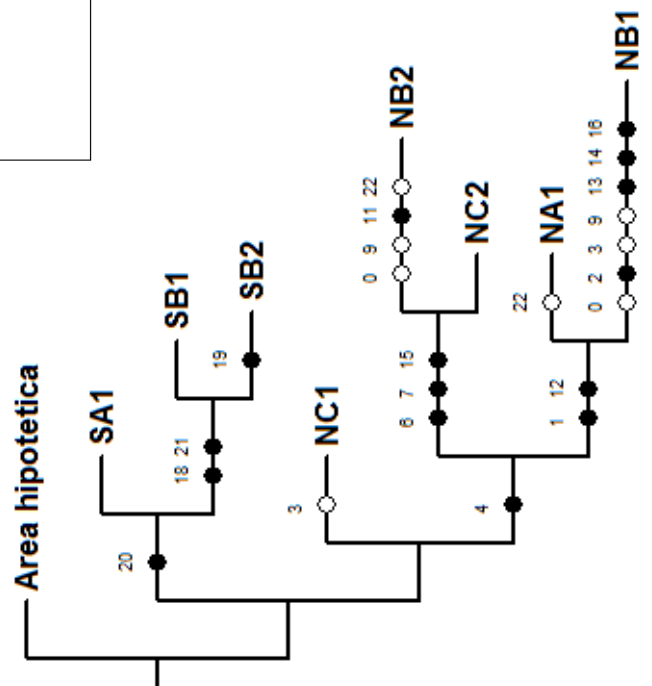 Area hipotetica
SA1
20
SB1
18 21
SB2
19
NC1
3
4
NB2
0 9 11 22
NC2
6 7 15
NA1
22
1 12
NB1
0 2 3 9 13 14 16